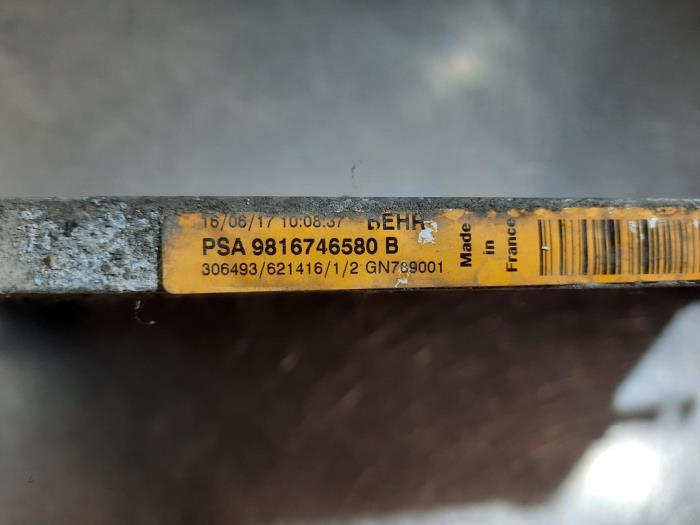 16/06/17 10:08:37 BEHR
PSA 9816746580 B
306493/621416/1/2 GN789001
Made
in
France